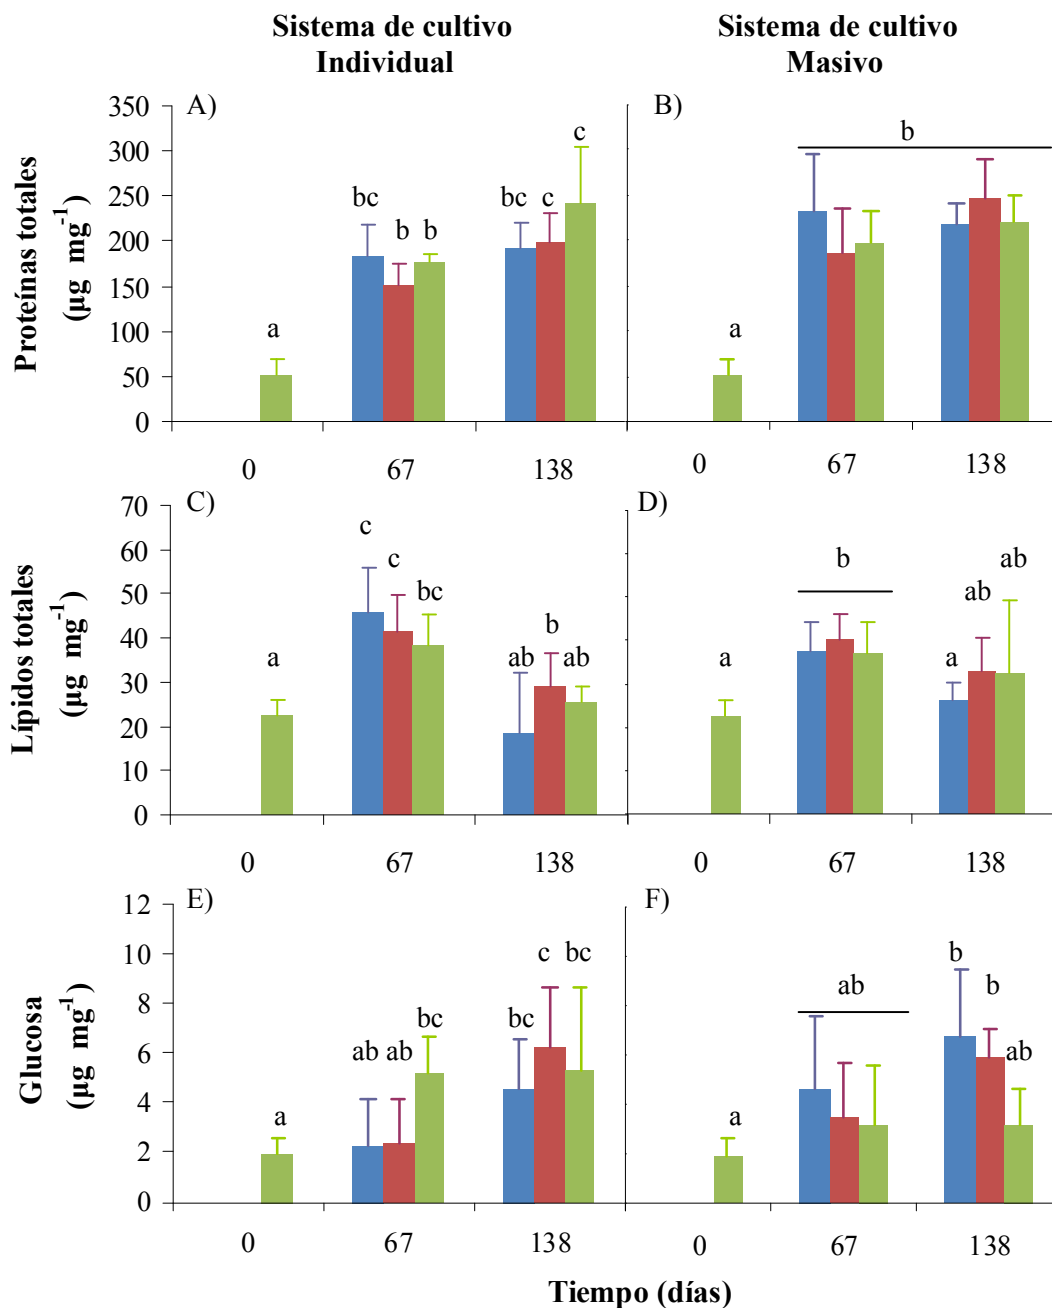 Sistema de cultivo
Individual
Sistema de cultivo
Masivo
Proteínas totales
(µg mg-1)
A)
350
300
250
200
150
100
50
0
a
bc
b
b
bc
c
c
0
67
138
B)
a
b
0
67
138
Lípidos totales
(µg mg-1)
C)
70
60
50
40
30
20
10
0
a
c
c
bc
ab
b
ab
0
67
138
D)
a
b
a
ab
ab
0
67
138
Glucosa
(µg mg-1)
E)
12
10
8
6
4
2
0
a
ab
ab
bc
bc
c
bc
0
67
138
F)
a
ab
b
b
ab
0
67
138
Tiempo (días)